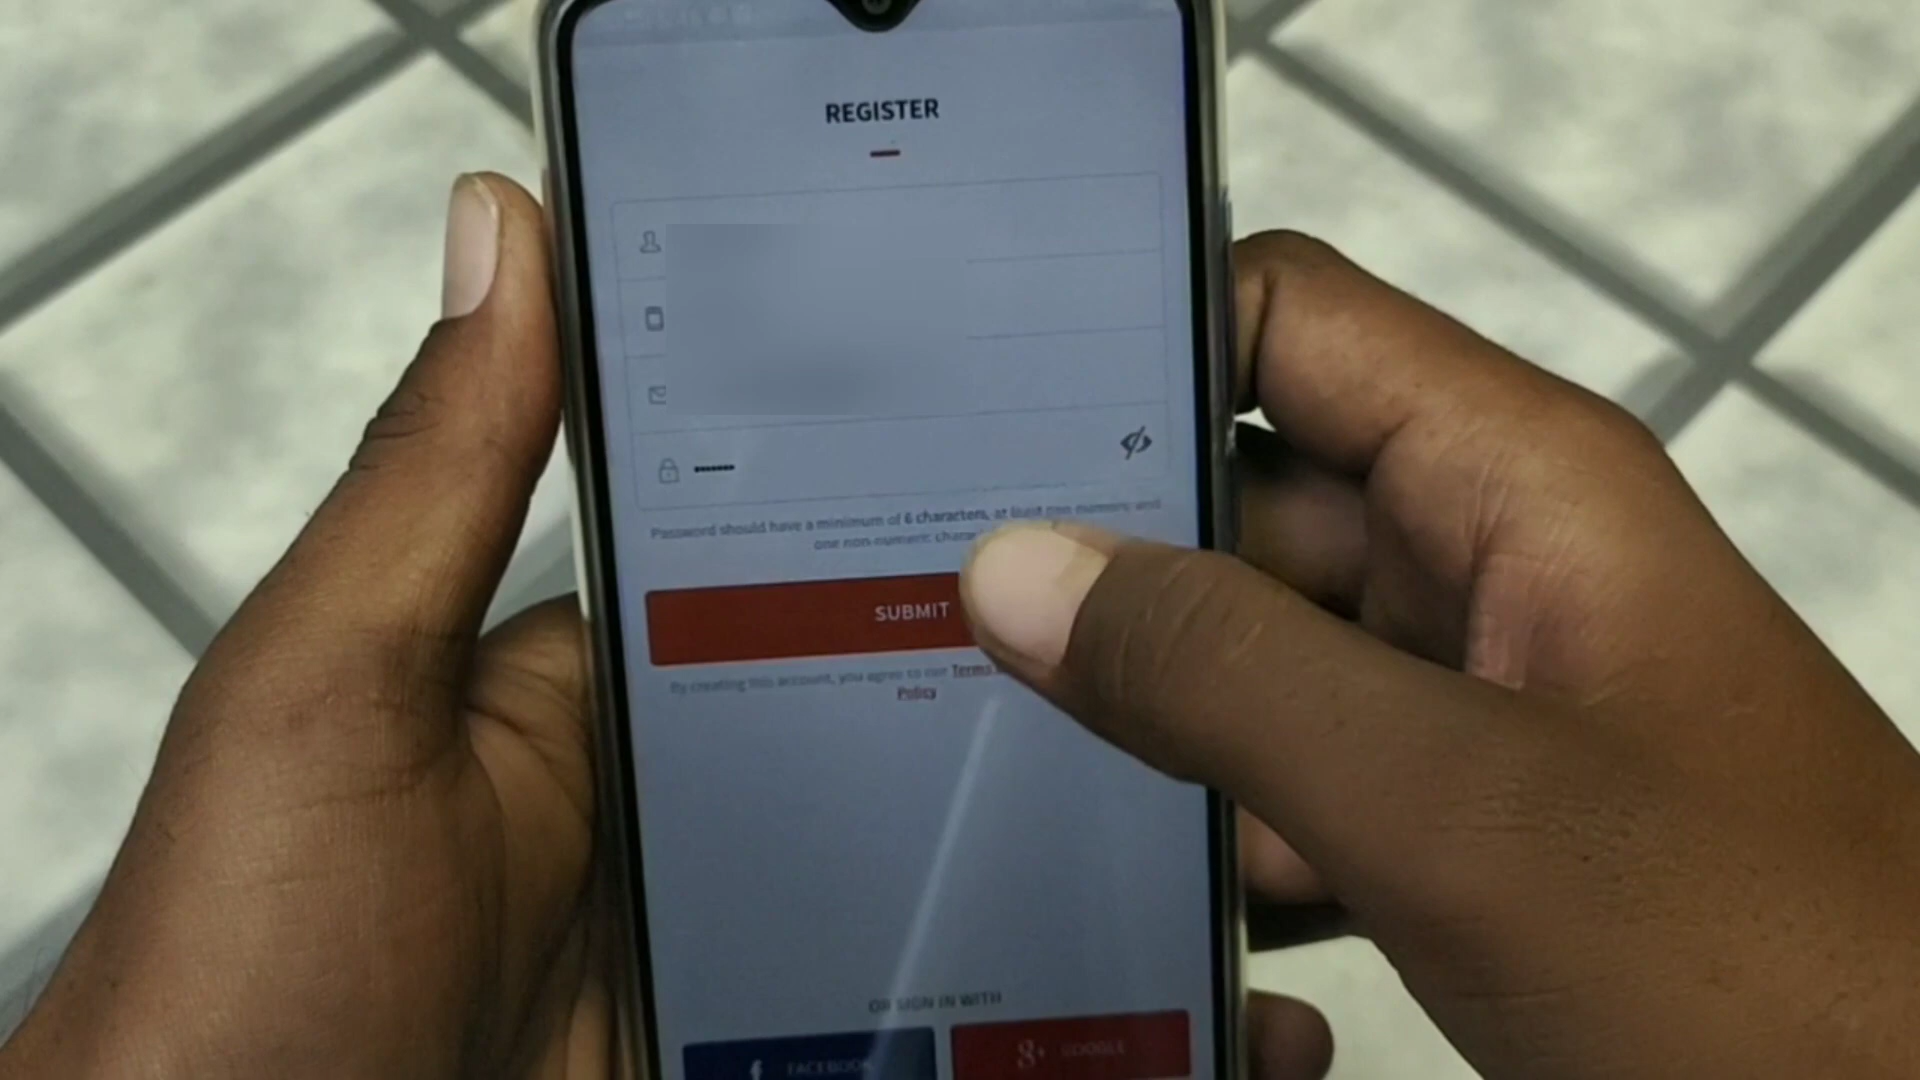 REGISTER
Password should have a minimum of 6 characters, at least non numeric and
one non-numeric
SUBMIT
By creating this account, you agree to our Terms
Policy
OR SIGN IN WITH
FACEBOOK
g+ GOOGLE